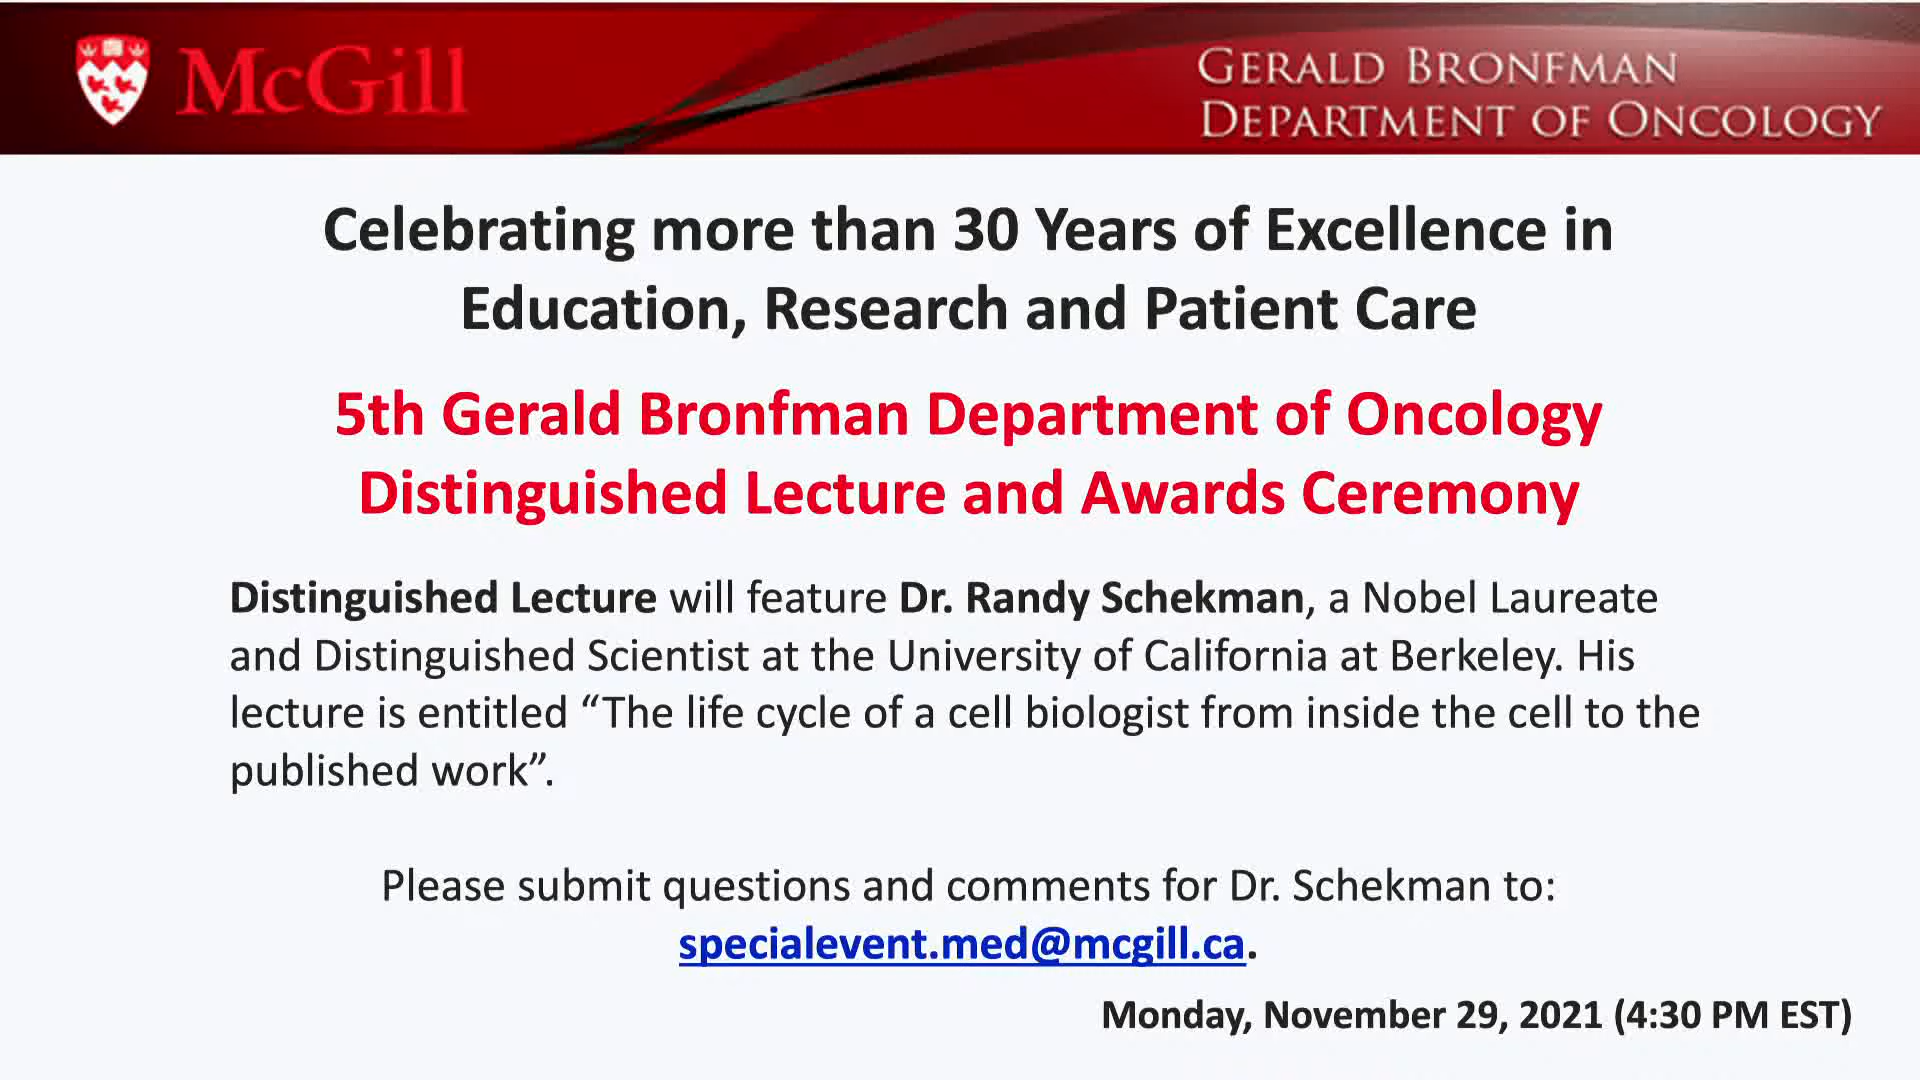 McGill
GERALD BRONFMAN
DEPARTMENT OF ONCOLOGY
Celebrating more than 30 Years of Excellence in
Education, Research and Patient Care
5th Gerald Bronfman Department of Oncology
Distinguished Lecture and Awards Ceremony
Distinguished Lecture will feature Dr. Randy Schekman, a Nobel Laureate
and Distinguished Scientist at the University of California at Berkeley. His
lecture is entitled “The life cycle of a cell biologist from inside the cell to the
published work”.
Please submit questions and comments for Dr. Schekman to:
specialevent.med@mcgill.ca.
Monday, November 29, 2021 (4:30 PM EST)